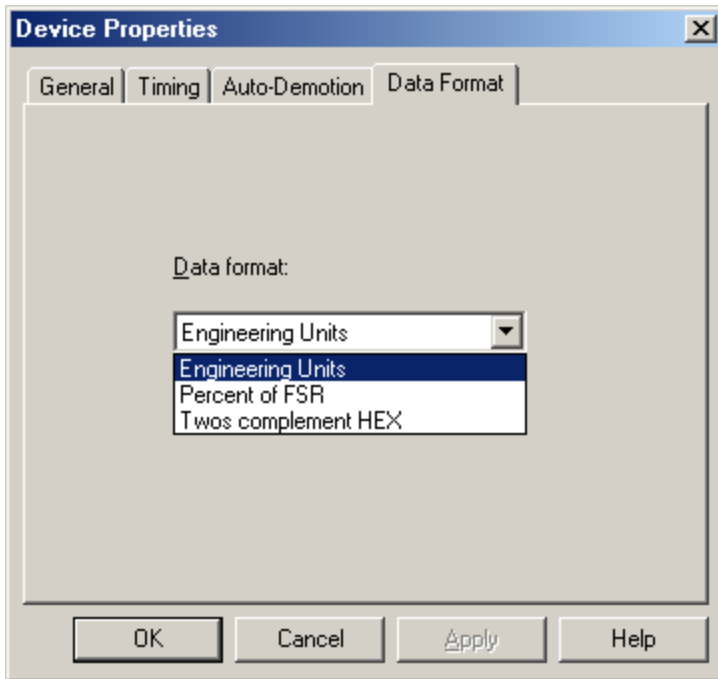 Device Properties
General Timing Auto-Demotion Data Format
Data format:
Engineering Units
Engineering Units
Percent of FSR
Twos complement HEX
OK Cancel Apply Help